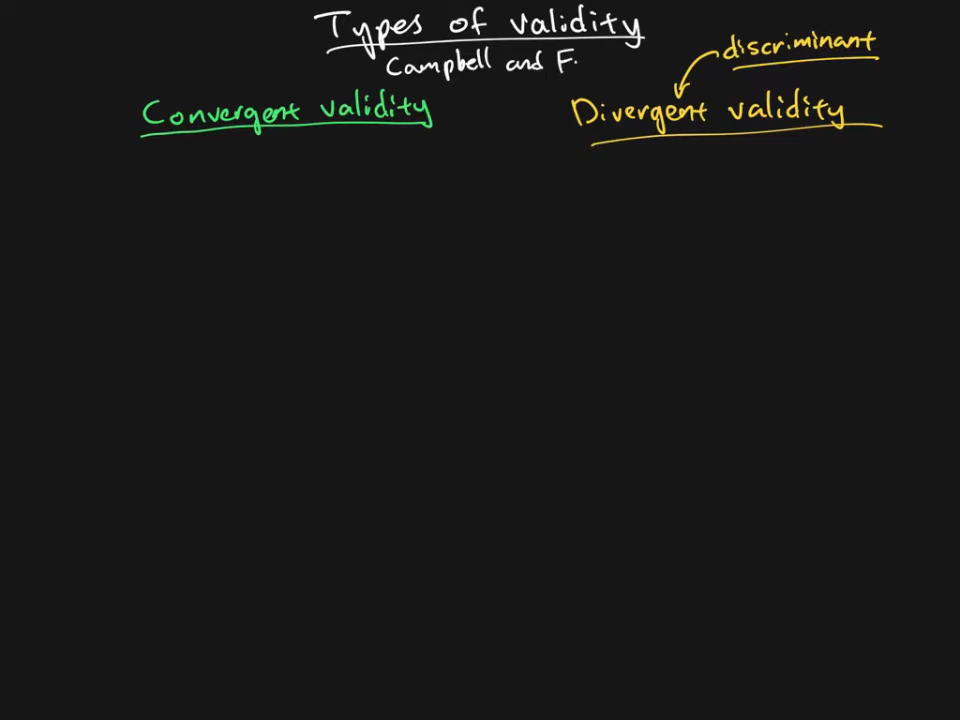 Types of validity
discriminant
Campbell and F.
Convergent validity
Divergent validity